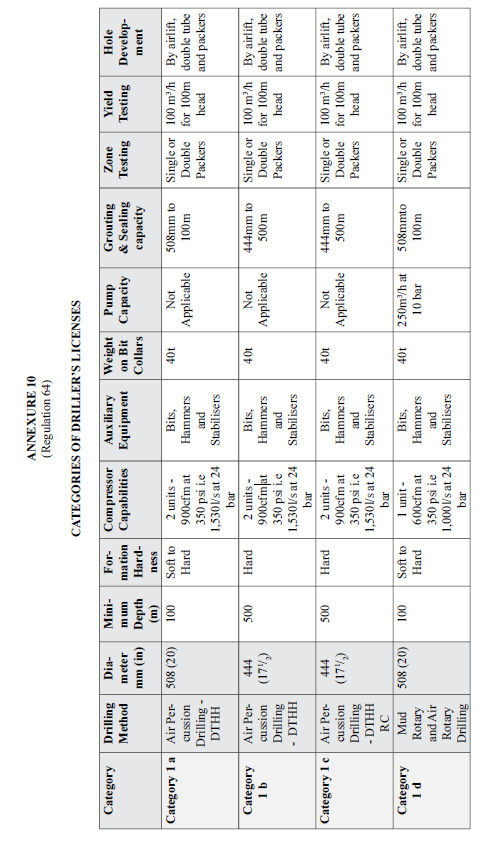 ANNEXURE 10
(Regulation 64)
CATEGORIES OF DRILLER'S LICENSES
Category
Drilling
Method
Dia-
meter
mm (in)
Mini-
mum
Depth
(m)
For-
mation
Hard-
ness
Compressor
Capabilities
Auxiliary
Equipment
Weight
on Bit
Collars
Pump
Capacity
Grouting
& Sealing
capacity
Zone
Testing
Yield
Testing
Hole
Develop-
ment
Category 1 a
Air Per-
cussion
Drilling -
DTHH
508 (20)
100
Soft to
Hard
2 units -
900cfm at
350 psi i.e
1,530l/s at 24
bar
Bits,
Hammers
and
Stabilisers
40t
Not
Applicable
508mm to
100m
Single or
Double
Packers
100 m³/h
for 100m
head
By airlift,
double tube
and packers
Category
1 b
Air Per-
cussion
Drilling
- DTHH
444
(17½)
500
Hard
2 units -
900cfm at
350 psi i.e
1,530l/s at 24
bar
Bits,
Hammers
and
Stabilisers
40t
Not
Applicable
444mm to
500m
Single or
Double
Packers
100 m³/h
for 100m
head
By airlift,
double tube
and packers
Category 1 c
Air Per-
cussion
Drilling
- DTHH
RC
444
(17½)
500
Hard
2 units -
900cfm at
350 psi i.e
1,530l/s at 24
bar
Bits,
Hammers
and
Stabilisers
40t
Not
Applicable
444mm to
500m
Single or
Double
Packers
100 m³/h
for 100m
head
By airlift,
double tube
and packers
Category
1 d
Mud
Rotary
and Air
Rotary
Drilling
508 (20)
100
Soft to
Hard
1 unit -
600cfm at
350 psi i.e
1,000l/s at 24
bar
Bits,
Hammers
and
Stabilisers
40t
250m³/h at
10 bar
508mmto
100m
Single or
Double
Packers
100 m³/h
for 100m
head
By airlift,
double tube
and packers